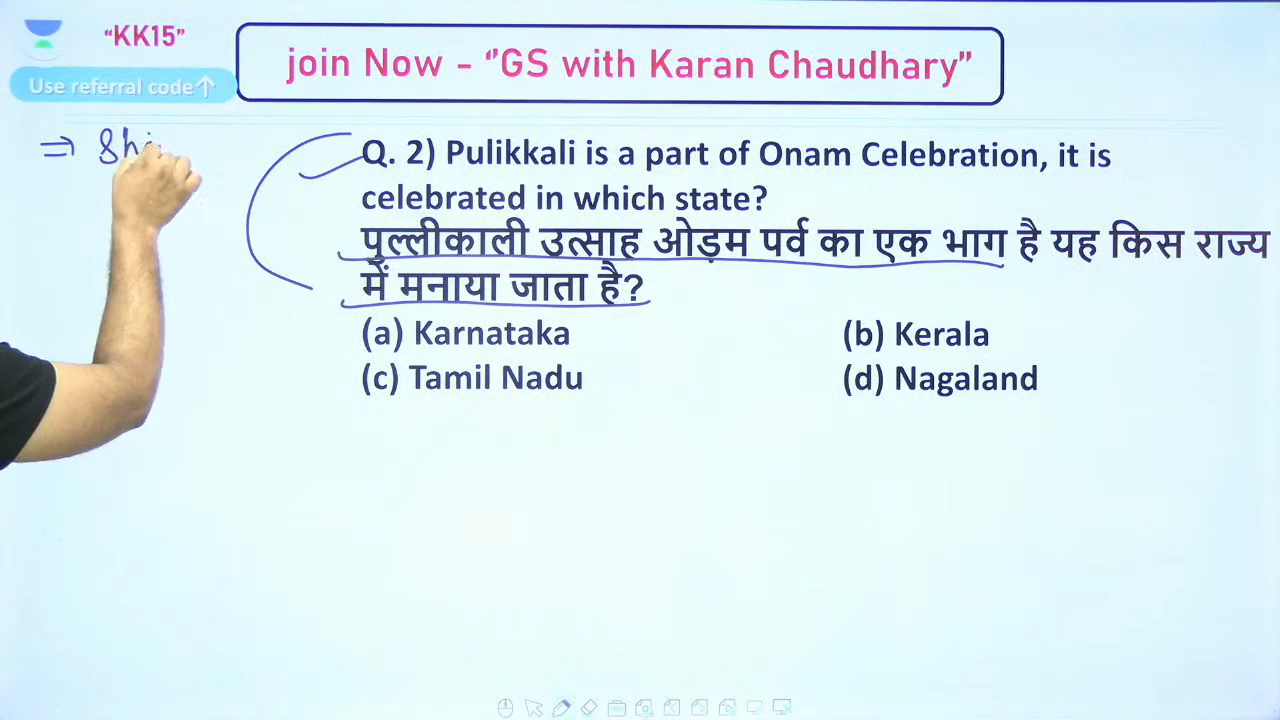 "KK15"
join Now - "GS with Karan Chaudhary"
Use referral code↑
⇒ Shi
Q. 2) Pulikkali is a part of Onam Celebration, it is
celebrated in which state?
पुल्लीकाली उत्साह ओड़म पर्व का एक भाग है यह किस राज्य
में मनाया जाता है?
(a) Karnataka (b) Kerala
(c) Tamil Nadu (d) Nagaland